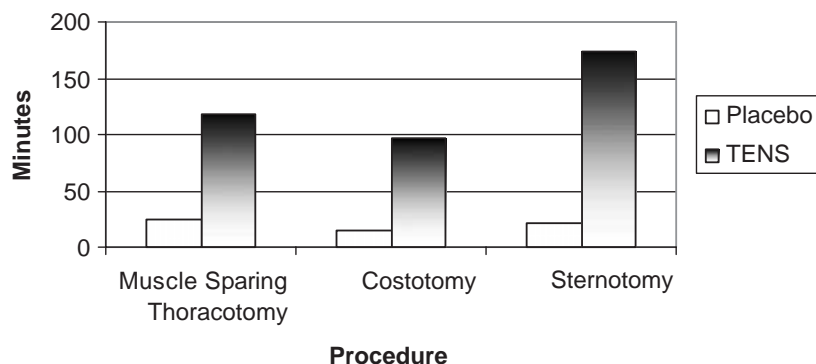 200
150
100
50
0
Minutes
Muscle Sparing
Thoracotomy
Costotomy
Sternotomy
Procedure
Placebo
TENS